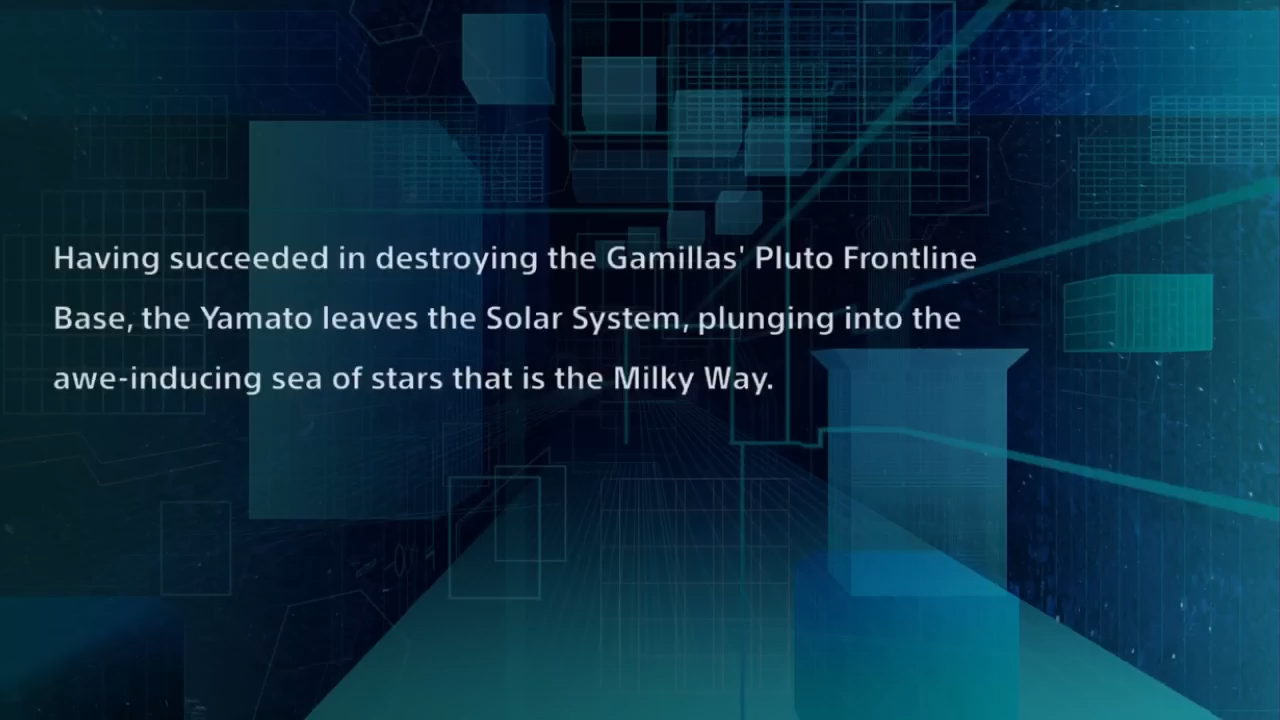 Having succeeded in destroying the Gamillas' Pluto Frontline
Base, the Yamato leaves the Solar System, plunging into the
awe-inducing sea of stars that is the Milky Way.